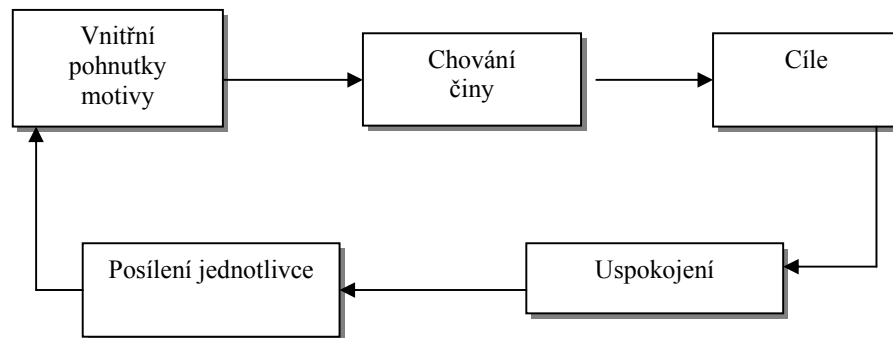 Vnitřní
pohnutky
motivy
Chování
činy
Cíle
Uspokojení
Posílení jednotlivce